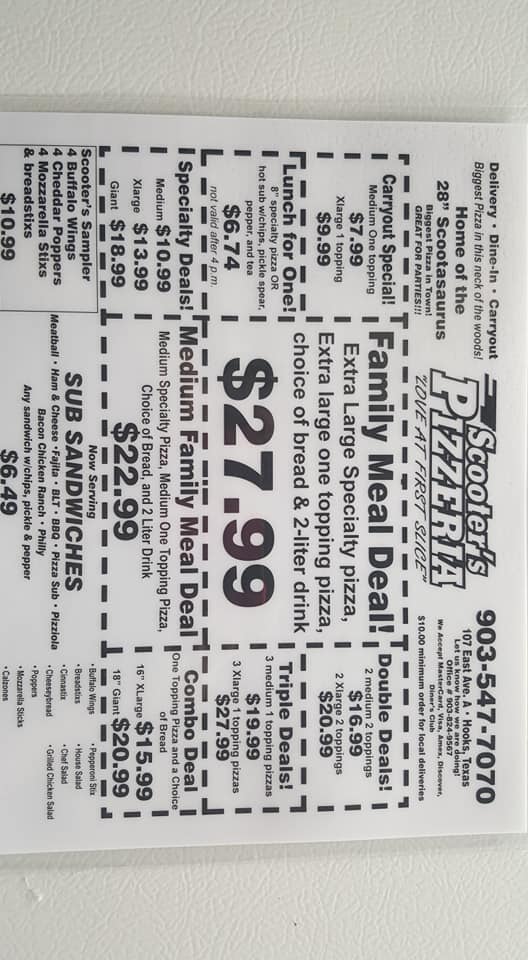 Delivery • Dine-In • Carryout
Biggest Pizza in this neck of the woods!
Home of the
28" Scootasaurus
Biggest Pizza in Town!
GREAT FOR PARTIES!!!
Scooter's
PIZZERIA
"LOVE AT FIRST SLICE"
903-547-7070
107 East Ave. A • Hooks, Texas
Let us know how we are doing!
Office # 903-824-9567
We Accept MasterCard, Visa, Amex, Discover,
Diner's Club
$10.00 minimum order for local deliveries
Carryout Special!
Medium One topping
$7.99
Xlarge 1 topping
$9.99
Family Meal Deal!
Extra Large Specialty pizza,
Extra large one topping pizza,
choice of bread & 2-liter drink
$27.99
Double Deals!
2 medium 2 toppings
$16.99
2 Xlarge 2 toppings
$20.99
Lunch for One!
8" specialty pizza OR
hot sub w/chips, pickle spear,
pepper, and tea
$6.74
not valid after 4 p.m.
Triple Deals!
3 medium 1 topping pizzas
$19.99
3 Xlarge 1 topping pizzas
$27.99
Specialty Deals!
Medium $10.99
Xlarge $13.99
Giant $18.99
Medium Family Meal Deal
Medium Specialty Pizza, Medium One Topping Pizza,
Choice of Bread, and 2 Liter Drink
$22.99
Combo Deal
One Topping Pizza and a Choice
of Bread
16" XLarge $15.99
18" Giant $20.99
Scooter's Sampler
4 Buffalo Wings
4 Cheddar Poppers
4 Mozzarella Stixs
& breadstixs
$10.99
Now Serving
SUB SANDWICHES
Meatball • Ham & Cheese • Fajita • BLT • BBQ • Pizza Sub • Pizziola
Bacon Chicken Ranch • Philly
Any sandwich w/chips, pickle & pepper
$6.49
• Buffalo Wings
• Breadstixs
• Cinnastix
• Cheesybread
• Poppers
• Mozzarella Sticks
• Calzones
• Pepperoni Stix
• House Salad
• Chef Salad
• Grilled Chicken Salad